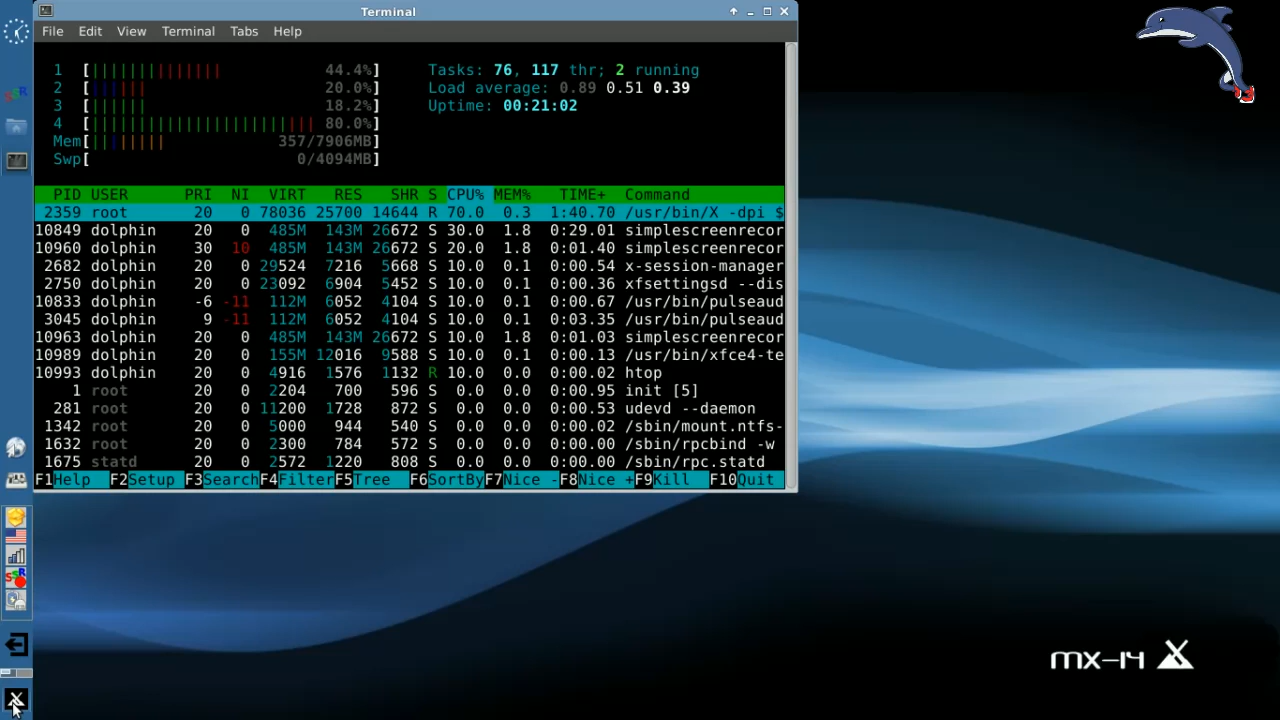 Terminal
File Edit View Terminal Tabs Help
1 [||||||||||||||| 44.4%] Tasks: 76, 117 thr; 2 running
2 [|||||| 20.0%] Load average: 0.89 0.51 0.39
3 [|||||| 18.2%] Uptime: 00:21:02
4 [|||||||||||||||||||||||||| 80.0%]
Mem[|||||||| 357/7906MB]
Swp[ 0/4094MB]
PID USER PRI NI VIRT RES SHR S CPU% MEM% TIME+ Command
2359 root 20 0 78036 25700 14644 R 70.0 0.3 1:40.70 /usr/bin/X -dpi $
10849 dolphin 20 0 485M 143M 26672 S 30.0 1.8 0:29.01 simplescreenrecor
10960 dolphin 30 10 485M 143M 26672 S 20.0 1.8 0:01.40 simplescreenrecor
2682 dolphin 20 0 29524 7216 5668 S 10.0 0.1 0:00.54 x-session-manager
2750 dolphin 20 0 23092 6904 5452 S 10.0 0.1 0:00.36 xfsettingsd --dis
10833 dolphin -6 -11 112M 6052 4104 S 10.0 0.1 0:00.67 /usr/bin/pulseaud
3045 dolphin 9 -11 112M 6052 4104 S 10.0 0.1 0:03.35 /usr/bin/pulseaud
10963 dolphin 20 0 485M 143M 26672 S 10.0 1.8 0:01.03 simplescreenrecor
10989 dolphin 20 0 155M 12016 9588 S 10.0 0.1 0:00.13 /usr/bin/xfce4-te
10993 dolphin 20 0 4916 1576 1132 R 10.0 0.0 0:00.02 htop
1 root 20 0 2204 700 596 S 0.0 0.0 0:00.95 init [5]
281 root 20 0 11200 1728 872 S 0.0 0.0 0:00.53 udevd --daemon
1342 root 20 0 5000 944 540 S 0.0 0.0 0:00.02 /sbin/mount.ntfs-
1632 root 20 0 2300 784 572 S 0.0 0.0 0:00.00 /sbin/rpcbind -w
1675 statd 20 0 2572 1220 808 S 0.0 0.0 0:00.00 /sbin/rpc.statd
F1Help F2Setup F3SearchF4FilterF5Tree F6SortByF7Nice -F8Nice +F9Kill F10Quit
SSR
mx-14